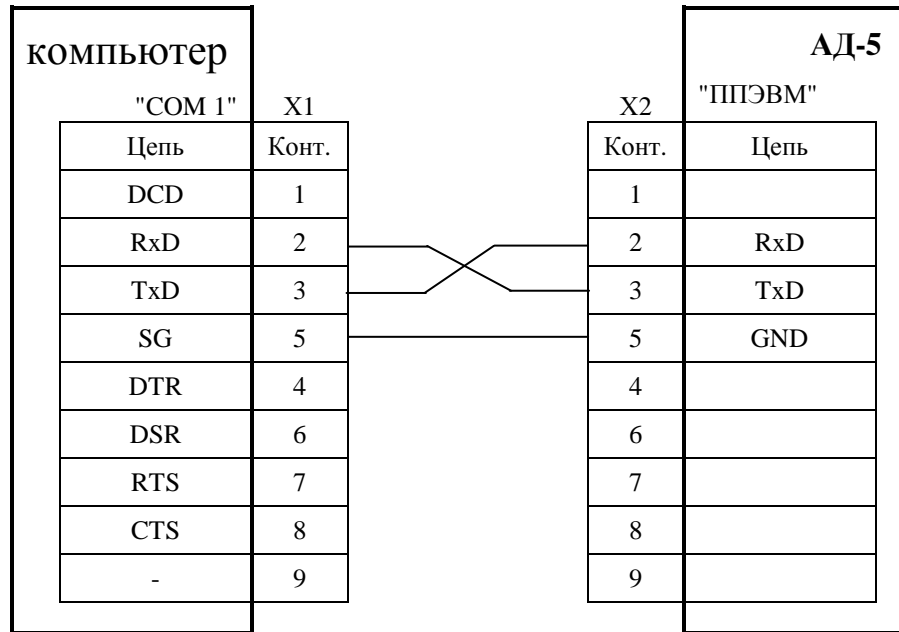 компьютер АД-5
"COM 1" X1 X2 "ППЭВМ"
Цепь Конт. Конт. Цепь
DCD 1 1
RxD 2 2 RxD
TxD 3 3 TxD
SG 5 5 GND
DTR 4 4
DSR 6 6
RTS 7 7
CTS 8 8
- 9 9